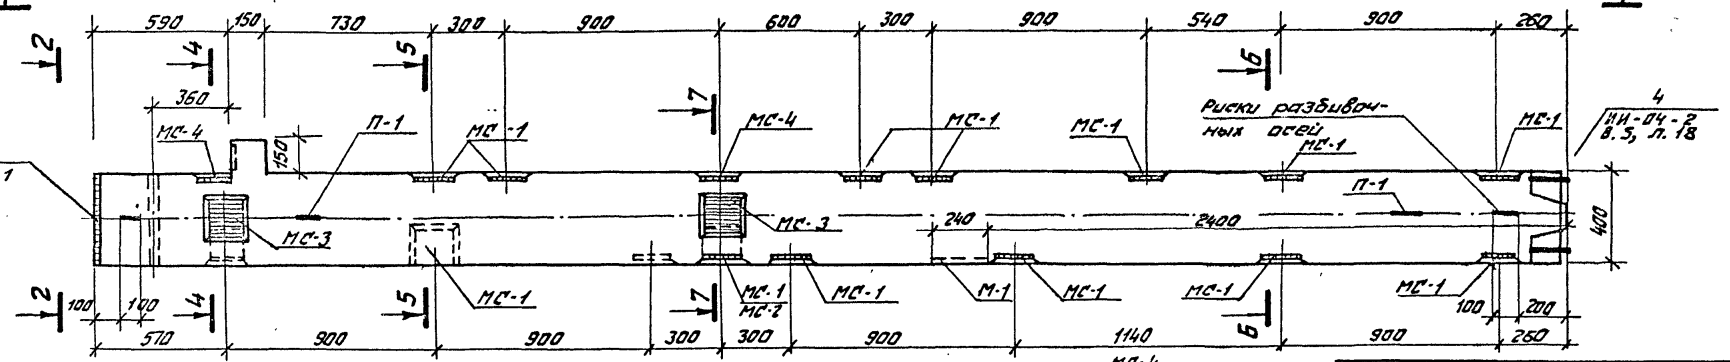 590 150 730 300 900 600 300 900 540 900 260
2 4 5 7 6
360
МС-4 П-1 МС-1 МС-4 МС-1 МС-1 Риски разбивоч-
ных осей
МС-1 МС-1
4
ИИ-04-2
В. 5, л. 18
150
1
П-1
МС-3 МС-3 240 2400 400
МС-1 МС-1
МС-2 МС-1 М-1 МС-1 МС-1 МС-1
2 4 5 7 6
100 100 100 200
570 900 900 300 300 900 1140 900 260
МС-4